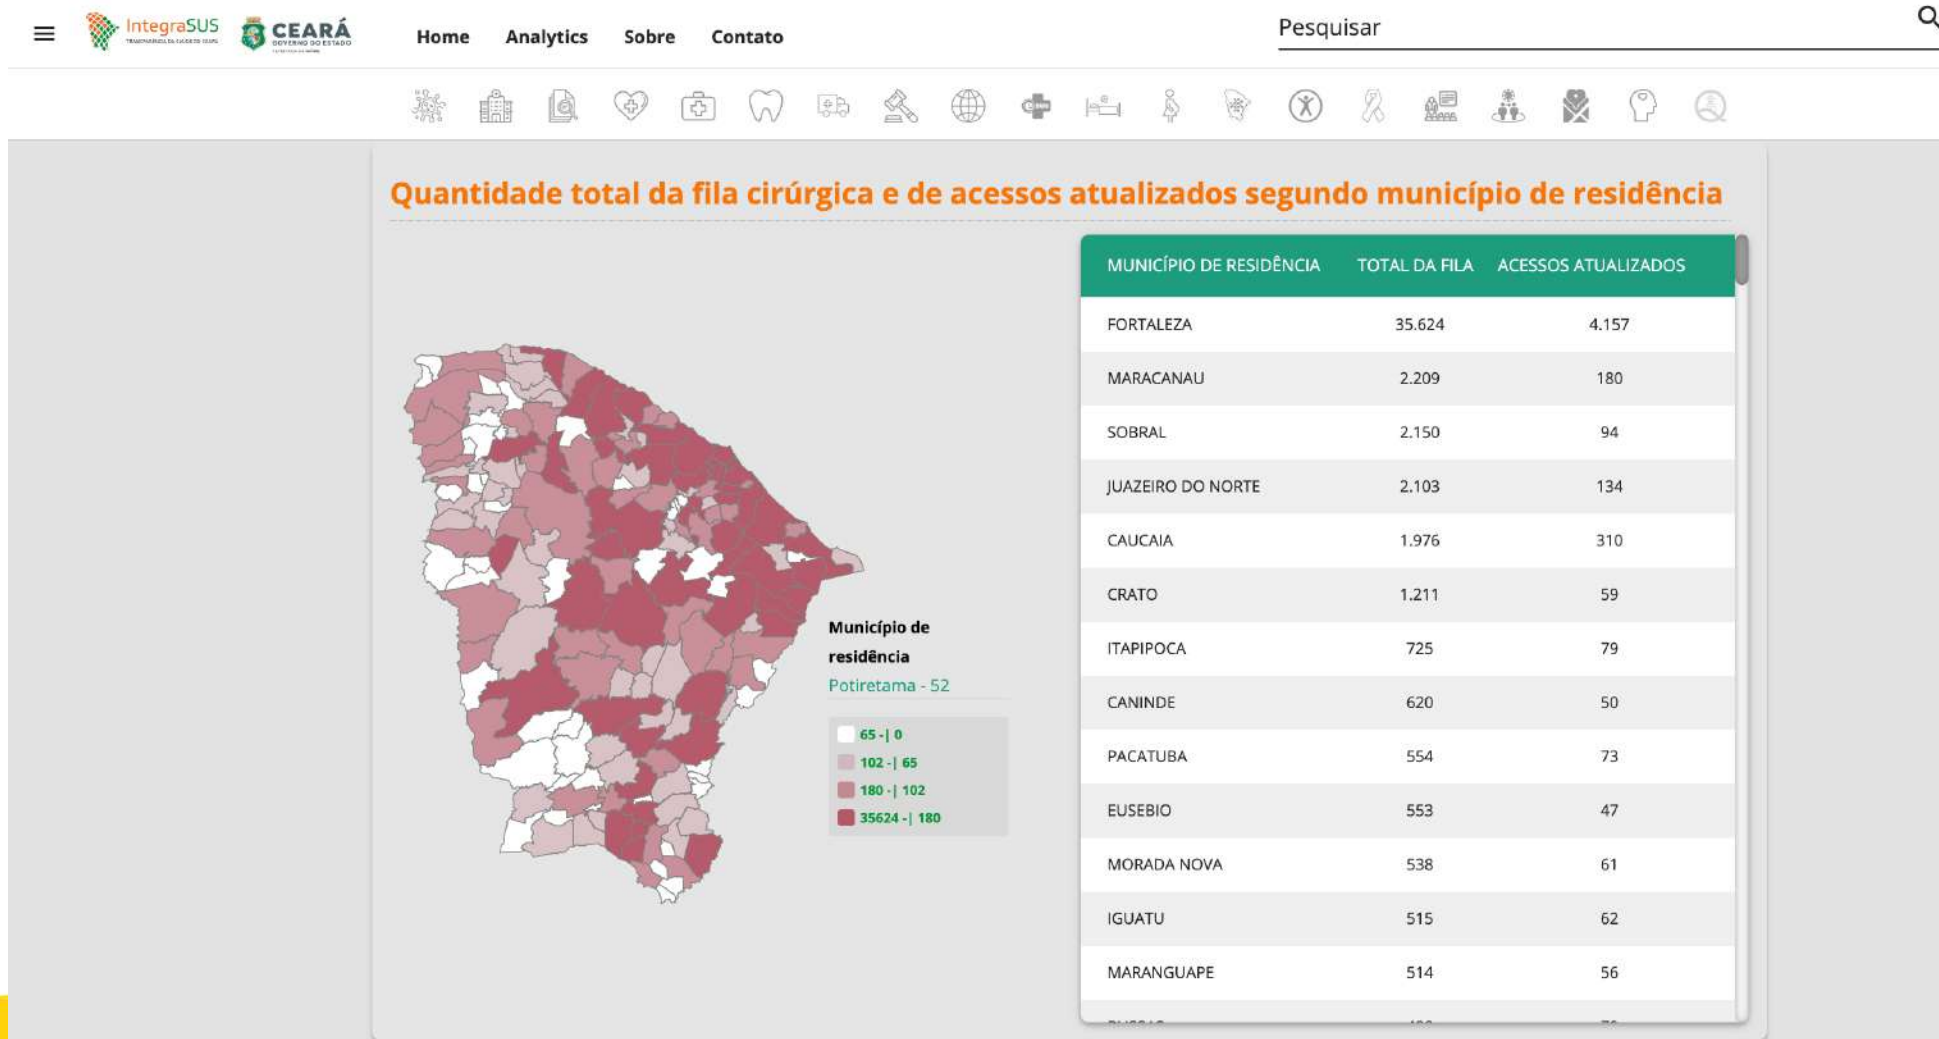 IntegraSUS
CEARÁ
GOVERNO DO ESTADO
Home Analytics Sobre Contato
Pesquisar
Quantidade total da fila cirúrgica e de acessos atualizados segundo município de residência
MUNICÍPIO DE RESIDÊNCIA TOTAL DA FILA ACESSOS ATUALIZADOS
FORTALEZA 35.624 4.157
MARACANAU 2.209 180
SOBRAL 2.150 94
JUAZEIRO DO NORTE 2.103 134
CAUCAIA 1.976 310
CRATO 1.211 59
ITAPIPOCA 725 79
CANINDE 620 50
PACATUBA 554 73
EUSEBIO 553 47
MORADA NOVA 538 61
IGUATU 515 62
MARANGUAPE 514 56
Município de
residência
Potiretama - 52
65 -| 0
102 -| 65
180 -| 102
35624 -| 180